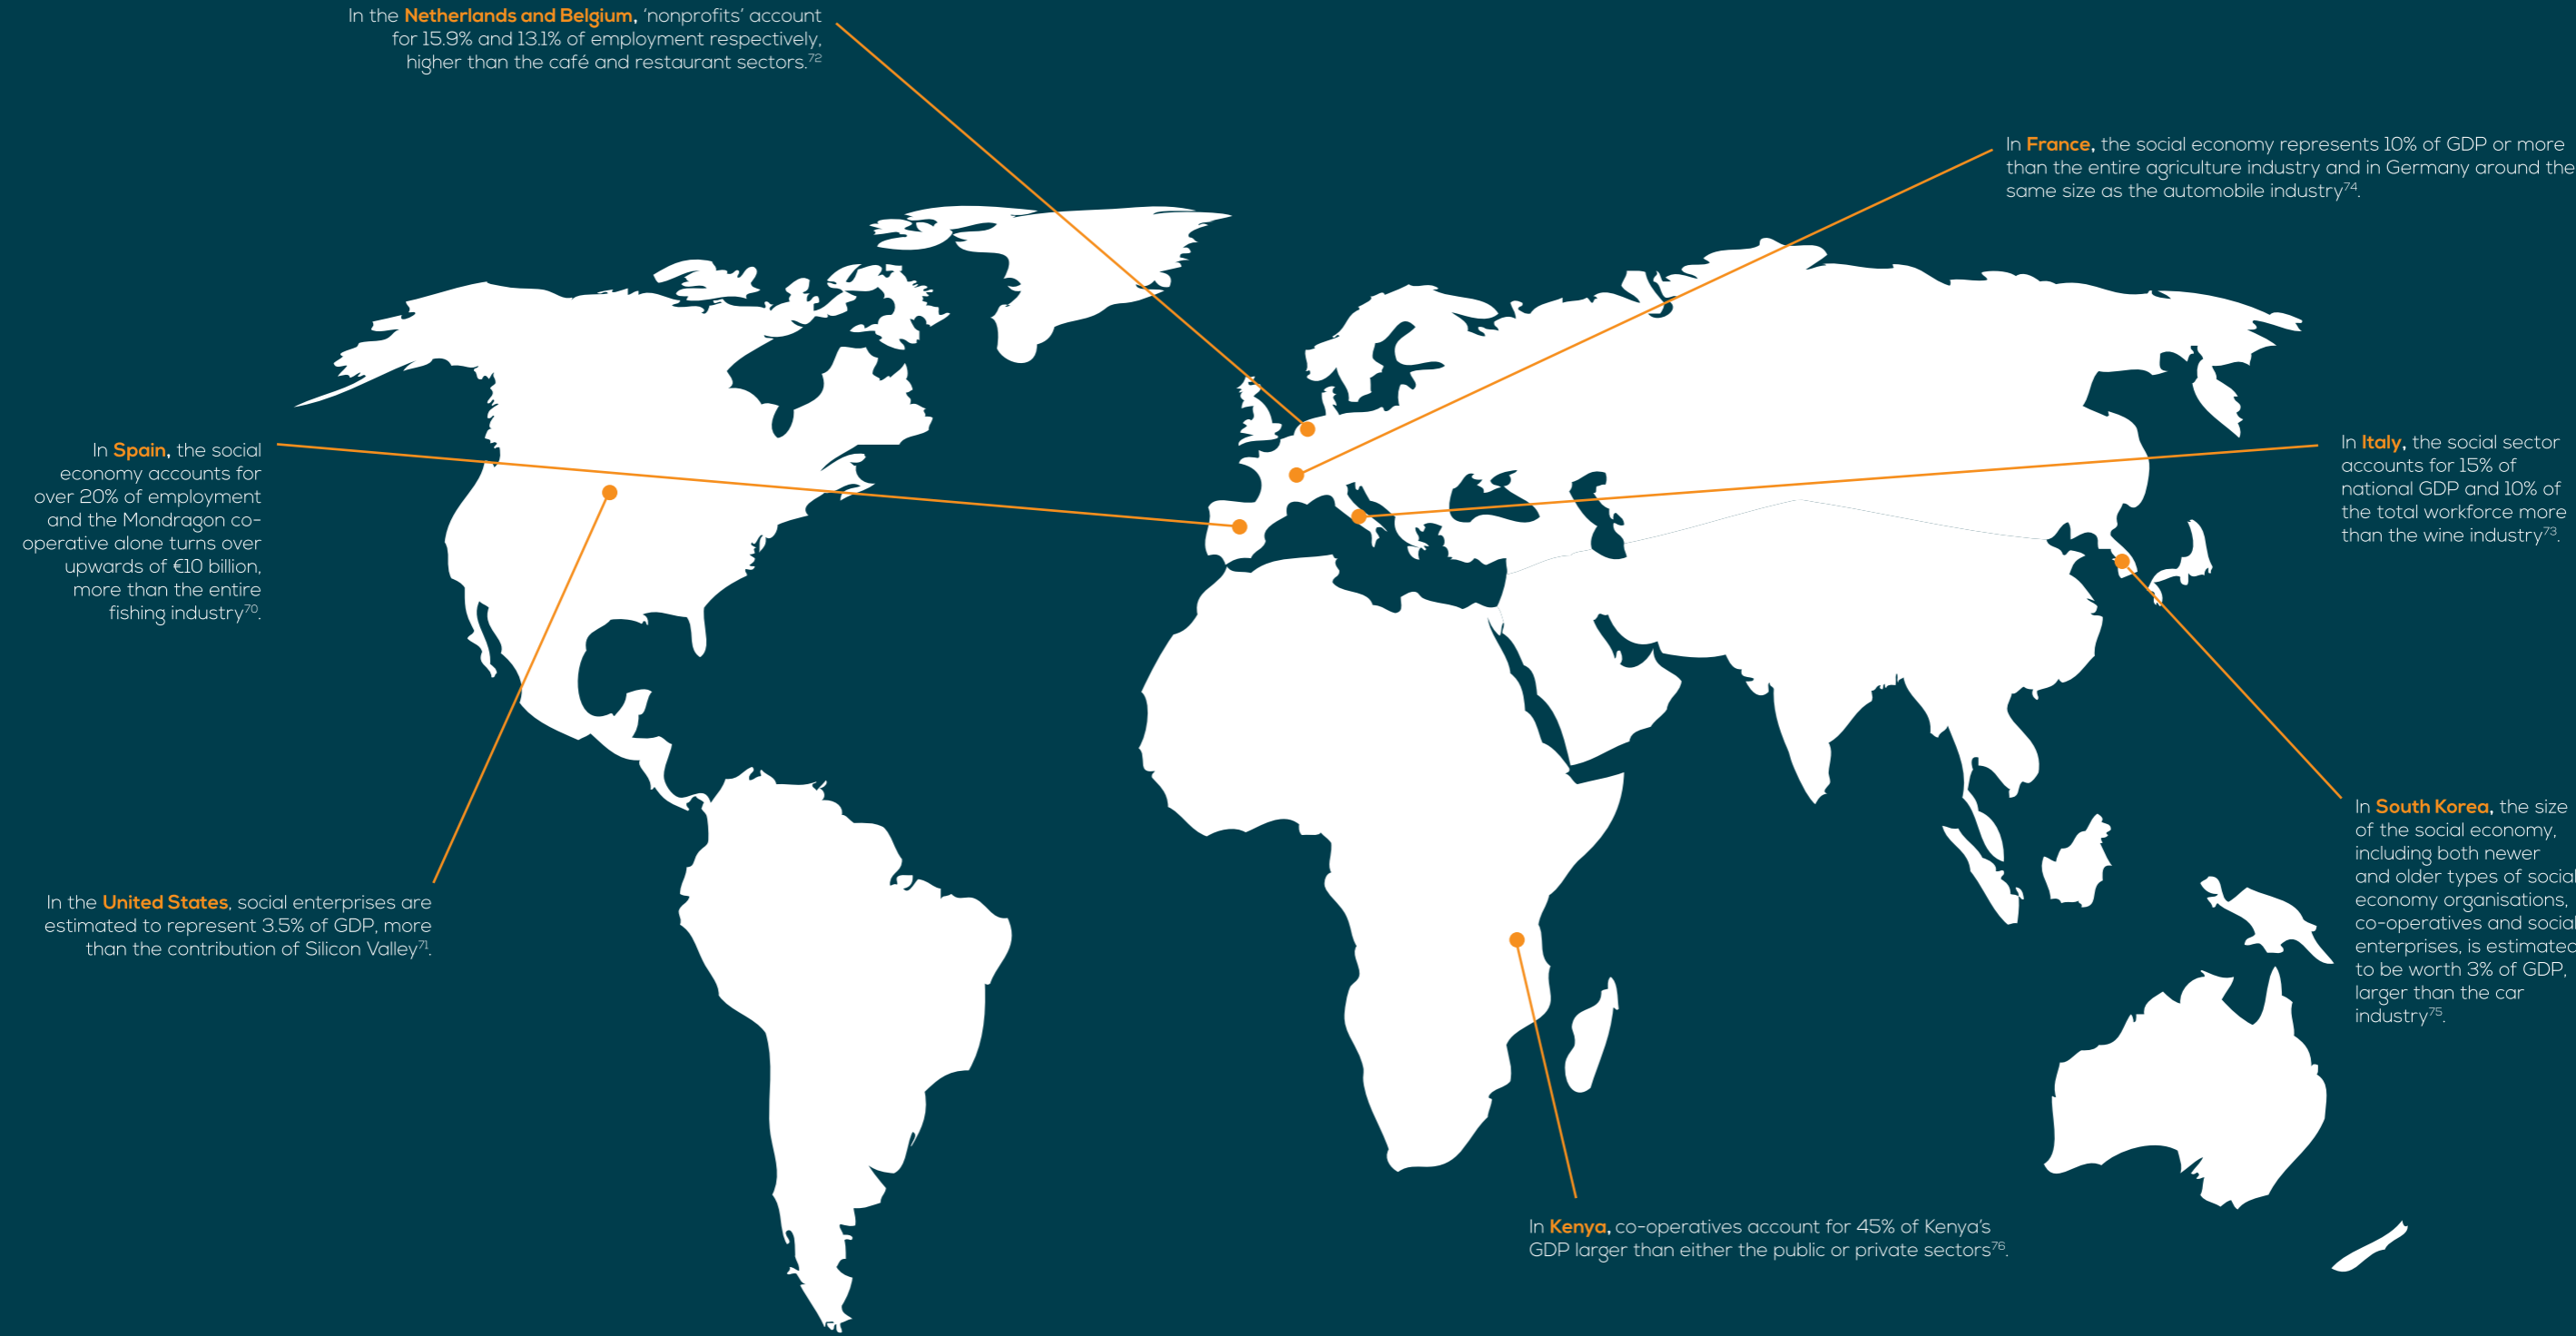 In the Netherlands and Belgium, ‘nonprofits’ account
for 15.9% and 13.1% of employment respectively,
higher than the café and restaurant sectors.72
In France, the social economy represents 10% of GDP or more
than the entire agriculture industry and in Germany around the
same size as the automobile industry74.
In Spain, the social
economy accounts for
over 20% of employment
and the Mondragon co-
operative alone turns over
upwards of €10 billion,
more than the entire
fishing industry70.
In Italy, the social sector
accounts for 15% of
national GDP and 10% of
the total workforce more
than the wine industry73.
In the United States, social enterprises are
estimated to represent 3.5% of GDP, more
than the contribution of Silicon Valley71.
In South Korea, the size
of the social economy,
including both newer
and older types of social
economy organisations,
co-operatives and social
enterprises, is estimated
to be worth 3% of GDP,
larger than the car
industry75.
In Kenya, co-operatives account for 45% of Kenya’s
GDP larger than either the public or private sectors76.